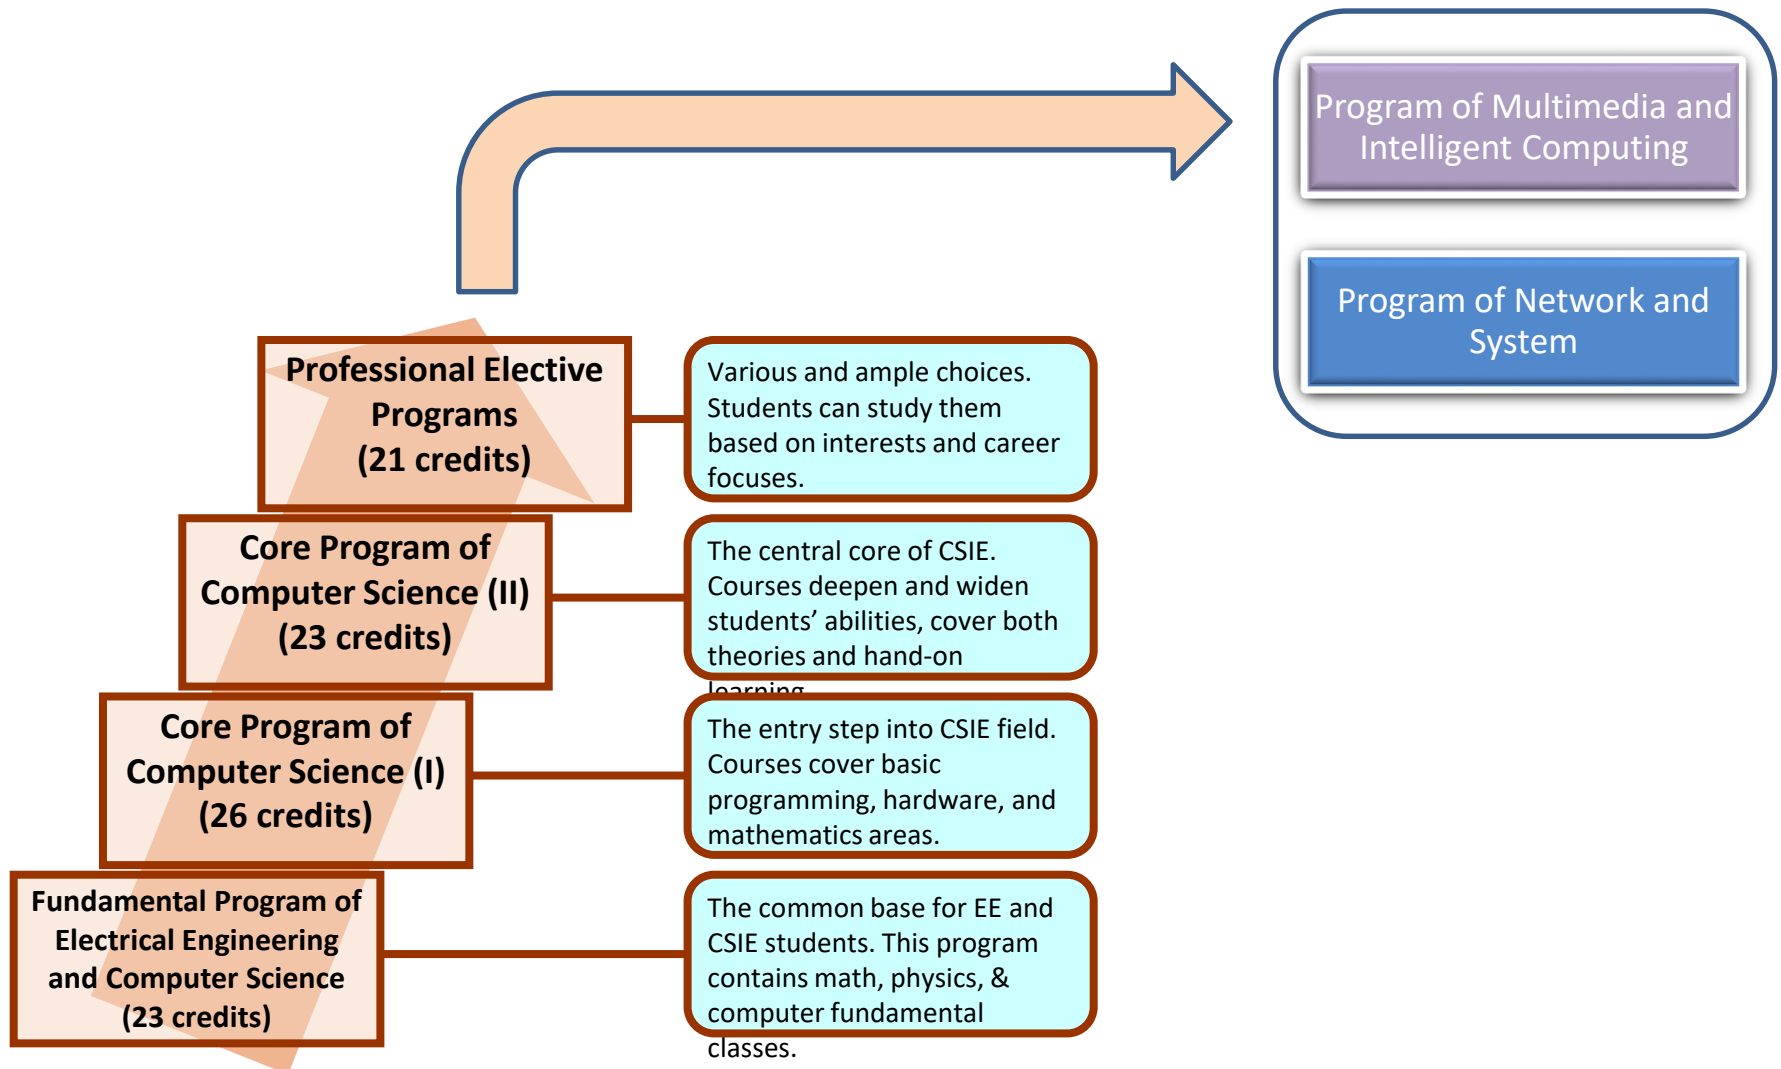 Program of Multimedia and
Intelligent Computing
Program of Network and
System
Professional Elective
Programs
(21 credits)
Various and ample choices.
Students can study them
based on interests and career
focuses.
Core Program of
Computer Science (II)
(23 credits)
The central core of CSIE.
Courses deepen and widen
students’ abilities, cover both
theories and hand-on
learning
Core Program of
Computer Science (I)
(26 credits)
The entry step into CSIE field.
Courses cover basic
programming, hardware, and
mathematics areas.
Fundamental Program of
Electrical Engineering
and Computer Science
(23 credits)
The common base for EE and
CSIE students. This program
contains math, physics, &
computer fundamental
classes.